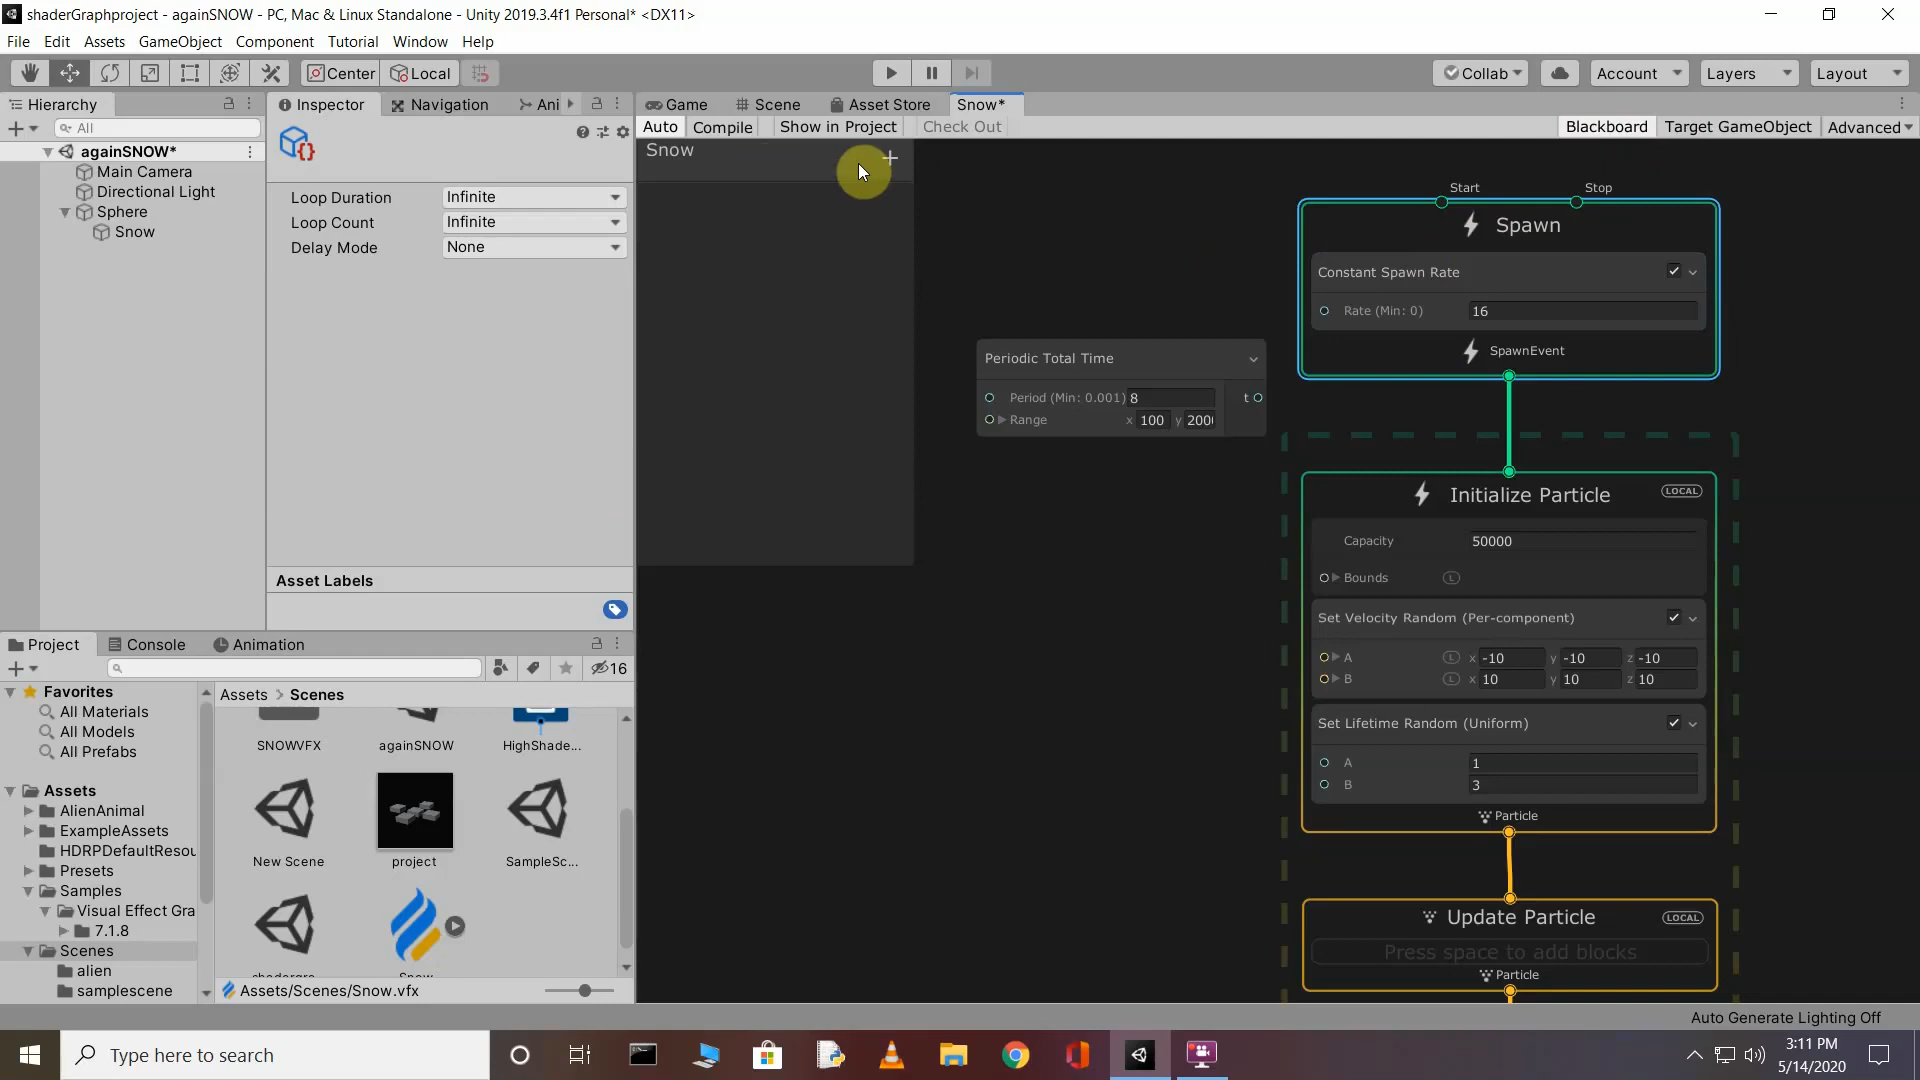 shaderGraphproject - againSNOW - PC, Mac & Linux Standalone - Unity 2019.3.4f1 Personal* <DX11>
File Edit Assets GameObject Component Tutorial Window Help
Center Local Collab Account Layers Layout
Hierarchy Inspector Navigation Ani Game Scene Asset Store Snow*
All Auto Compile Show in Project Check Out Blackboard Target GameObject Advanced
againSNOW*
Main Camera
Directional Light
Sphere
Snow
Loop Duration Infinite
Loop Count Infinite
Delay Mode None
Asset Labels
Snow
Periodic Total Time
Period (Min: 0.001) 8 t
Range x 100 y 200
Start Stop
Spawn
Constant Spawn Rate
Rate (Min: 0) 16
SpawnEvent
Initialize Particle LOCAL
Capacity 50000
Bounds L
Set Velocity Random (Per-component)
A L x -10 y -10 z -10
B L x 10 y 10 z 10
Set Lifetime Random (Uniform)
A 1
B 3
Particle
Update Particle LOCAL
Press space to add blocks
Particle
Project Console Animation
16
Favorites
All Materials
All Models
All Prefabs
Assets
AlienAnimal
ExampleAssets
HDRPDefaultResou
Presets
Samples
Visual Effect Gra
7.1.8
Scenes
alien
samplescene
Assets > Scenes
SNOWVFX againSNOW HighShade...
New Scene project SampleSc...
Assets/Scenes/Snow.vfx
Auto Generate Lighting Off
Type here to search
3:11 PM
5/14/2020